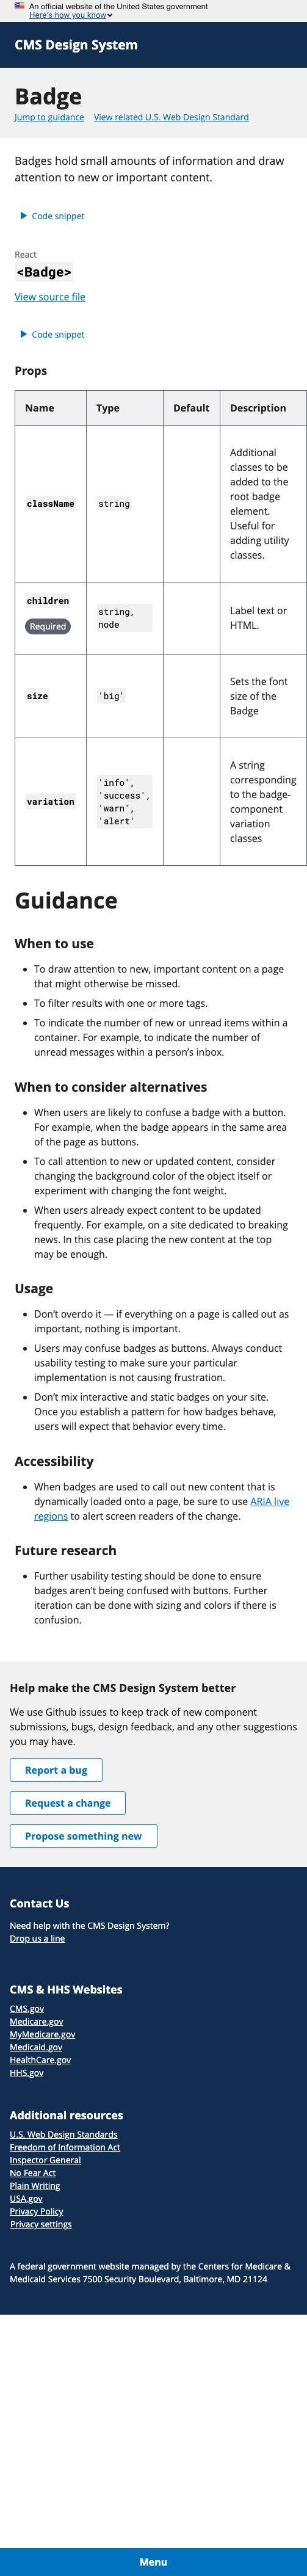 An official website of the United States government
Here's how you know
CMS Design System
Badge
Jump to guidance View related U.S. Web Design Standard
Badges hold small amounts of information and draw
attention to new or important content.
Code snippet
React
<Badge>
View source file
Code snippet
Props
Name Type Default Description
className string Additional
classes to be
added to the
root badge
element.
Useful for
adding utility
classes.
children
Required
string,
node
Label text or
HTML.
size 'big' Sets the font
size of the
Badge
variation
'info',
'success',
'warn',
'alert'
A string
corresponding
to the badge-
component
variation
classes
Guidance
When to use
To draw attention to new, important content on a page
that might otherwise be missed.
To filter results with one or more tags.
To indicate the number of new or unread items within a
container. For example, to indicate the number of
unread messages within a person’s inbox.
When to consider alternatives
When users are likely to confuse a badge with a button.
For example, when the badge appears in the same area
of the page as buttons.
To call attention to new or updated content, consider
changing the background color of the object itself or
experiment with changing the font weight.
When users already expect content to be updated
frequently. For example, on a site dedicated to breaking
news. In this case placing the new content at the top
may be enough.
Usage
Don’t overdo it — if everything on a page is called out as
important, nothing is important.
Users may confuse badges as buttons. Always conduct
usability testing to make sure your particular
implementation is not causing frustration.
Don’t mix interactive and static badges on your site.
Once you establish a pattern for how badges behave,
users will expect that behavior every time.
Accessibility
When badges are used to call out new content that is
dynamically loaded onto a page, be sure to use ARIA live
regions to alert screen readers of the change.
Future research
Further usability testing should be done to ensure
badges aren't being confused with buttons. Further
iteration can be done with sizing and colors if there is
confusion.
Help make the CMS Design System better
We use Github issues to keep track of new component
submissions, bugs, design feedback, and any other suggestions
you may have.
Report a bug
Request a change
Propose something new
Contact Us
Need help with the CMS Design System?
Drop us a line
CMS & HHS Websites
CMS.gov
Medicare.gov
MyMedicare.gov
Medicaid.gov
HealthCare.gov
HHS.gov
Additional resources
U.S. Web Design Standards
Freedom of Information Act
Inspector General
No Fear Act
Plain Writing
USA.gov
Privacy Policy
Privacy settings
A federal government website managed by the Centers for Medicare &
Medicaid Services 7500 Security Boulevard, Baltimore, MD 21124
Menu